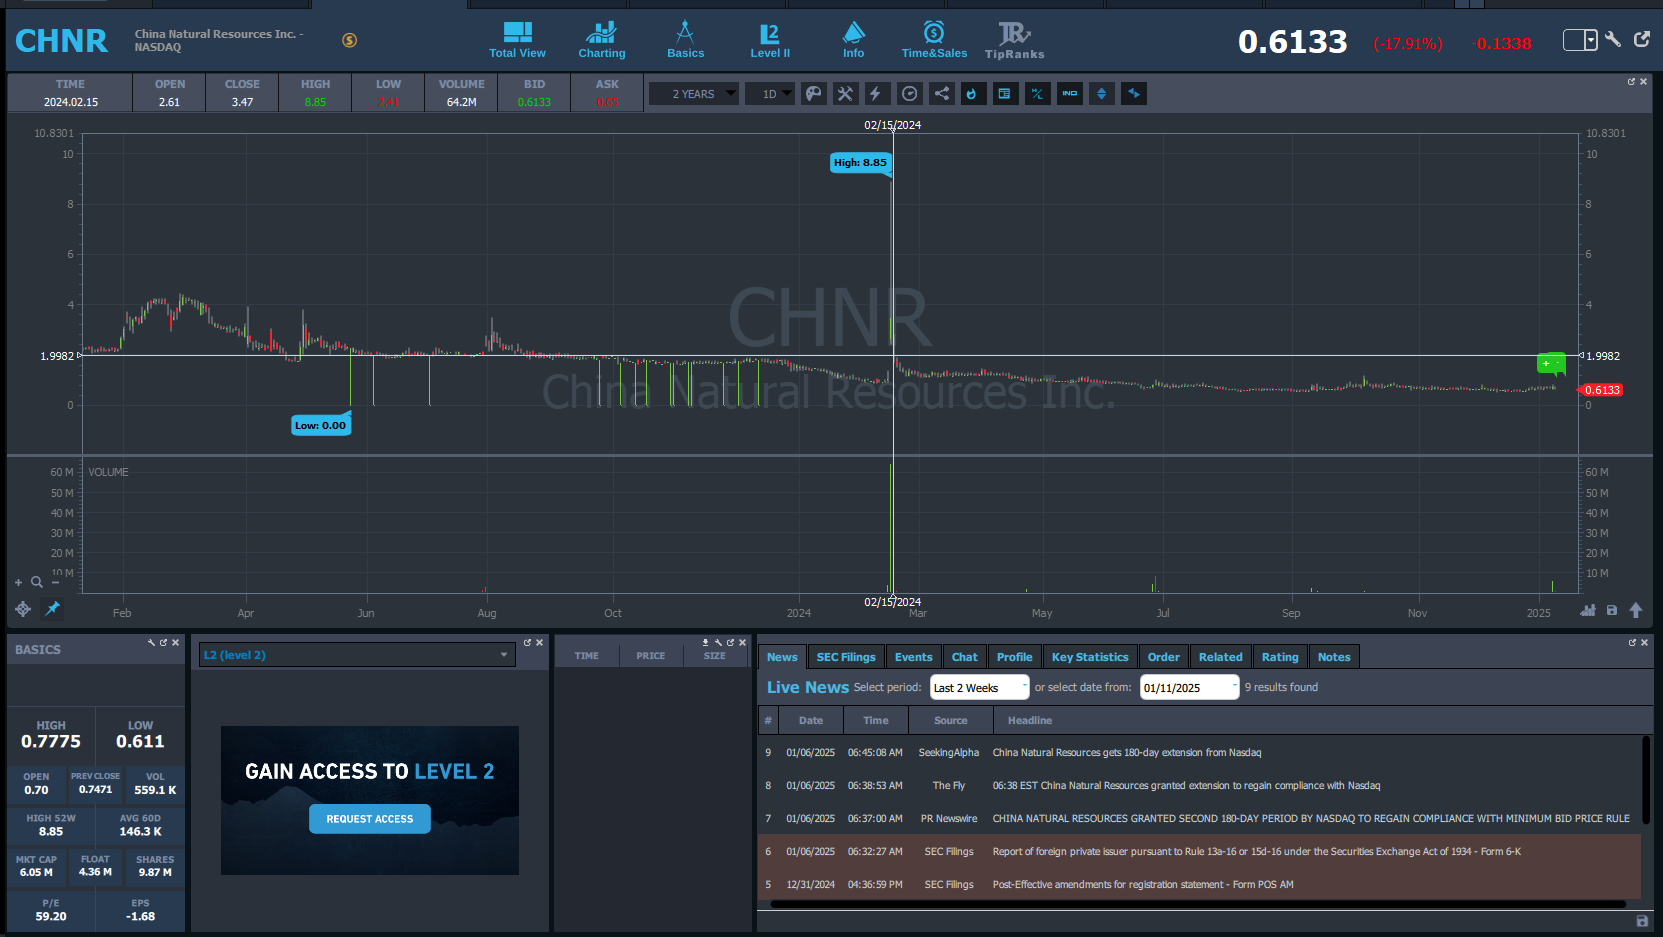 CHNR
China Natural Resources Inc. -
NASDAQ
Total View
Charting
Basics
L2
Level II
Info
Time&Sales
TipRanks
0.6133
(-17.91%)
-0.1338
TIME OPEN CLOSE HIGH LOW VOLUME BID ASK
2024.02.15 2.61 3.47 8.85 2.41 64.2M 0.6133 0.65
2 YEARS
1D
IND
02/15/2024
10.8301 10.8301
High: 8.85
10 10
8 8
6 6
4 4
CHNR
1.9982 1.9982
China Natural Resources Inc.
0.6133
0 0
Low: 0.00
VOLUME
60 M 60 M
50 M 50 M
40 M 40 M
30 M 30 M
20 M 20 M
10 M 10 M
02/15/2024
Feb Apr Jun Aug Oct 2024 Mar May Jul Sep Nov 2025
BASICS
HIGH LOW
0.7775 0.611
OPEN PREV CLOSE VOL
0.70 0.7471 559.1 K
HIGH 52W AVG 60D
8.85 146.3 K
MKT CAP FLOAT SHARES
6.05 M 4.36 M 9.87 M
P/E EPS
59.20 -1.68
L2 (level 2)
GAIN ACCESS TO LEVEL 2
REQUEST ACCESS
TIME PRICE SIZE
News SEC Filings Events Chat Profile Key Statistics Order Related Rating Notes
Live News Select period: Last 2 Weeks or select date from: 01/11/2025 9 results found
# Date Time Source Headline
9 01/06/2025 06:45:08 AM SeekingAlpha China Natural Resources gets 180-day extension from Nasdaq
8 01/06/2025 06:38:53 AM The Fly 06:38 EST China Natural Resources granted extension to regain compliance with Nasdaq
7 01/06/2025 06:37:00 AM PR Newswire CHINA NATURAL RESOURCES GRANTED SECOND 180-DAY PERIOD BY NASDAQ TO REGAIN COMPLIANCE WITH MINIMUM BID PRICE RULE
6 01/06/2025 06:32:27 AM SEC Filings Report of foreign private issuer pursuant to Rule 13a-16 or 15d-16 under the Securities Exchange Act of 1934 - Form 6-K
5 12/31/2024 04:36:59 PM SEC Filings Post-Effective amendments for registration statement - Form POS AM